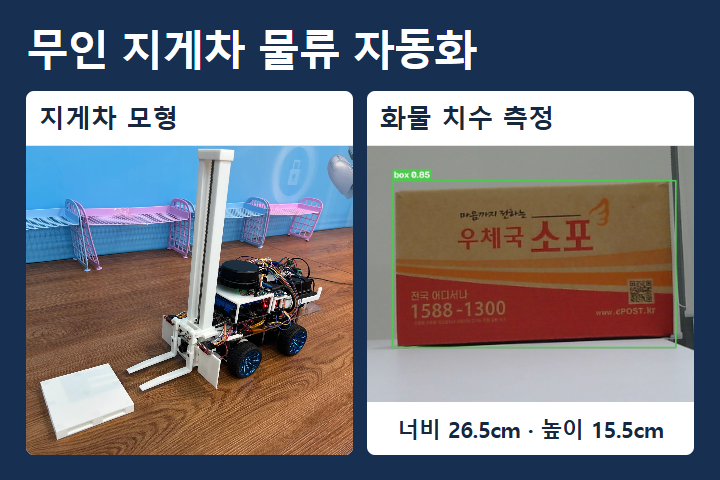 무인 지게차 물류 자동화
지게차 모형
화물 치수 측정
box 0.85
마음까지 전하는
우체국 소포
전국 어디서나
1588-1300
www.ePOST.kr
너비 26.5cm · 높이 15.5cm